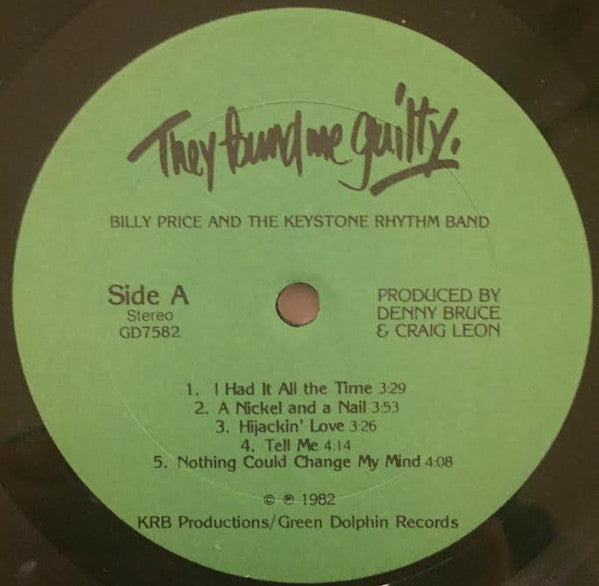 They found me guilty.
BILLY PRICE AND THE KEYSTONE RHYTHM BAND
Side A
Stereo
GD7582
PRODUCED BY
DENNY BRUCE
& CRAIG LEON
1. I Had It All the Time 3:29
2. A Nickel and a Nail 3:53
3. Hijackin' Love 3:26
4. Tell Me 4:14
5. Nothing Could Change My Mind 4:08
© ℗ 1982
KRB Productions/Green Dolphin Records